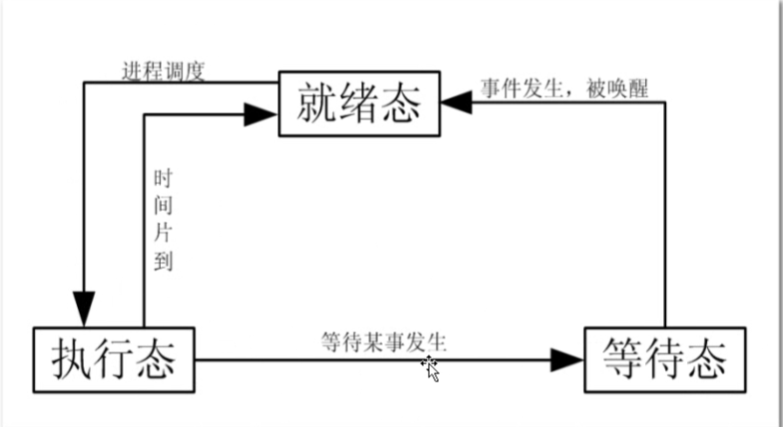 进程调度
就绪态
事件发生，被唤醒
时间片到
等待某事发生
执行态
等待态